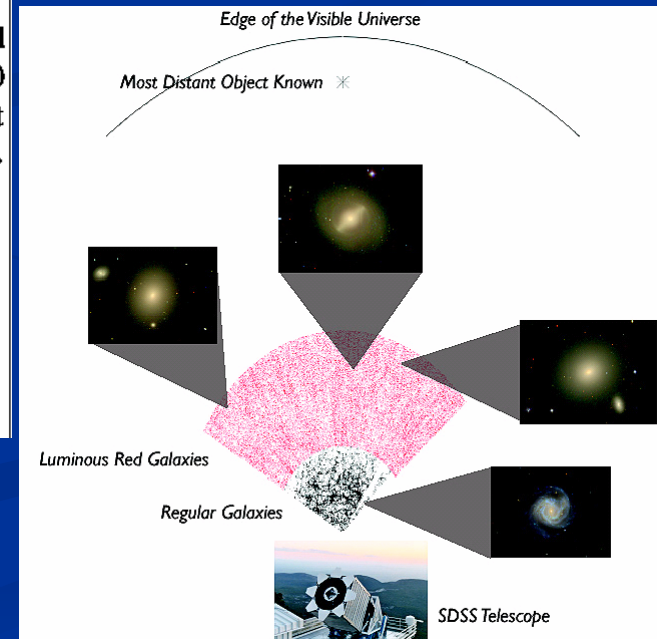 Edge of the Visible Universe
Most Distant Object Known
Luminous Red Galaxies
Regular Galaxies
SDSS Telescope